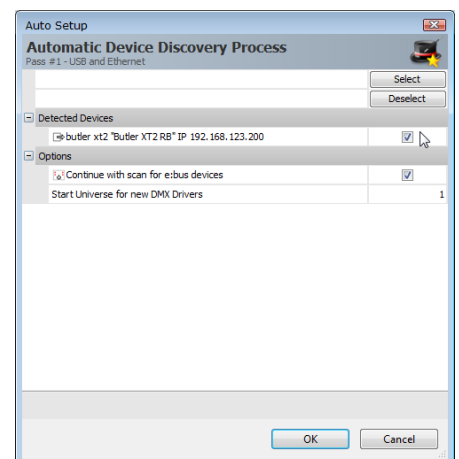 Auto Setup
Automatic Device Discovery Process
Pass #1 - USB and Ethernet
Select
Deselect
Detected Devices
butler xt2 "Butler XT2 RB" IP 192.168.123.200
Options
Continue with scan for e:bus devices
Start Universe for new DMX Drivers 1
OK Cancel